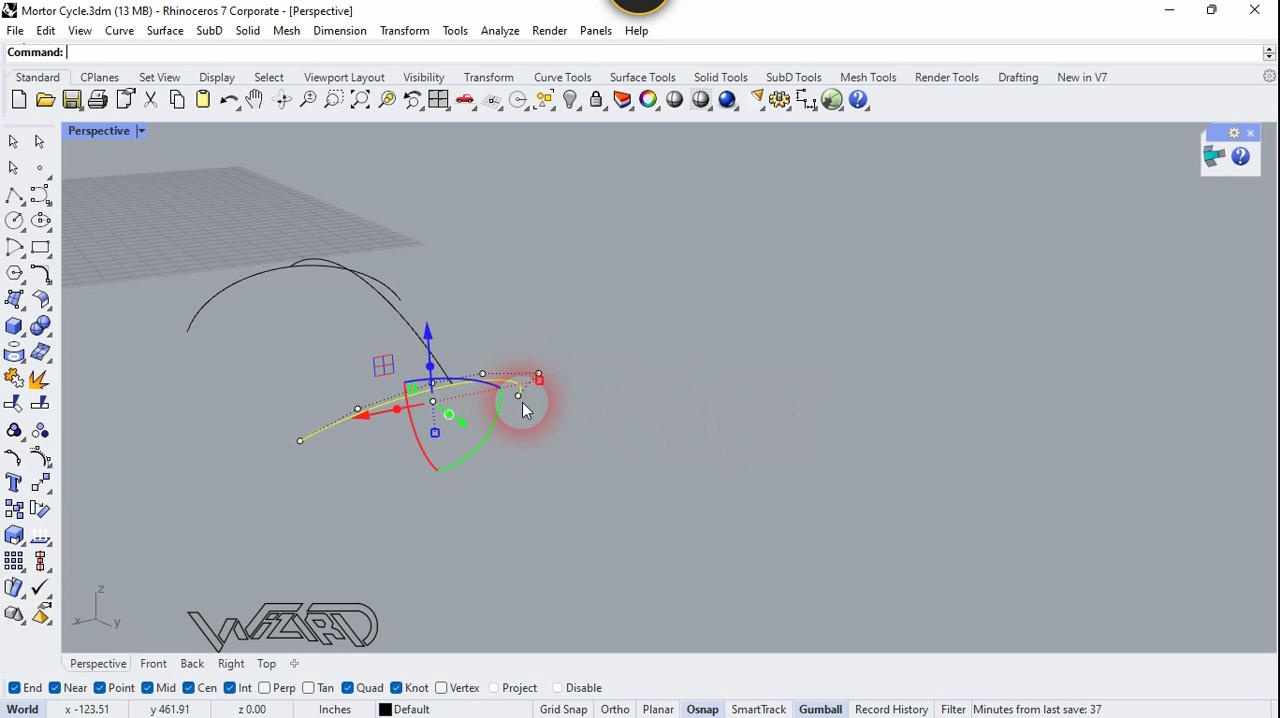 Mortor Cycle.3dm (13 MB) - Rhinoceros 7 Corporate - [Perspective]
File Edit View Curve Surface SubD Solid Mesh Dimension Transform Tools Analyze Render Panels Help
Command:
Standard CPlanes Set View Display Select Viewport Layout Visibility Transform Curve Tools Surface Tools Solid Tools SubD Tools Mesh Tools Render Tools Drafting New in V7
Perspective
z
x y
WIZARD
Perspective Front Back Right Top
End Near Point Mid Cen Int Perp Tan Quad Knot Vertex Project Disable
World x -123.51 y 461.91 z 0.00 Inches Default Grid Snap Ortho Planar Osnap SmartTrack Gumball Record History Filter Minutes from last save: 37